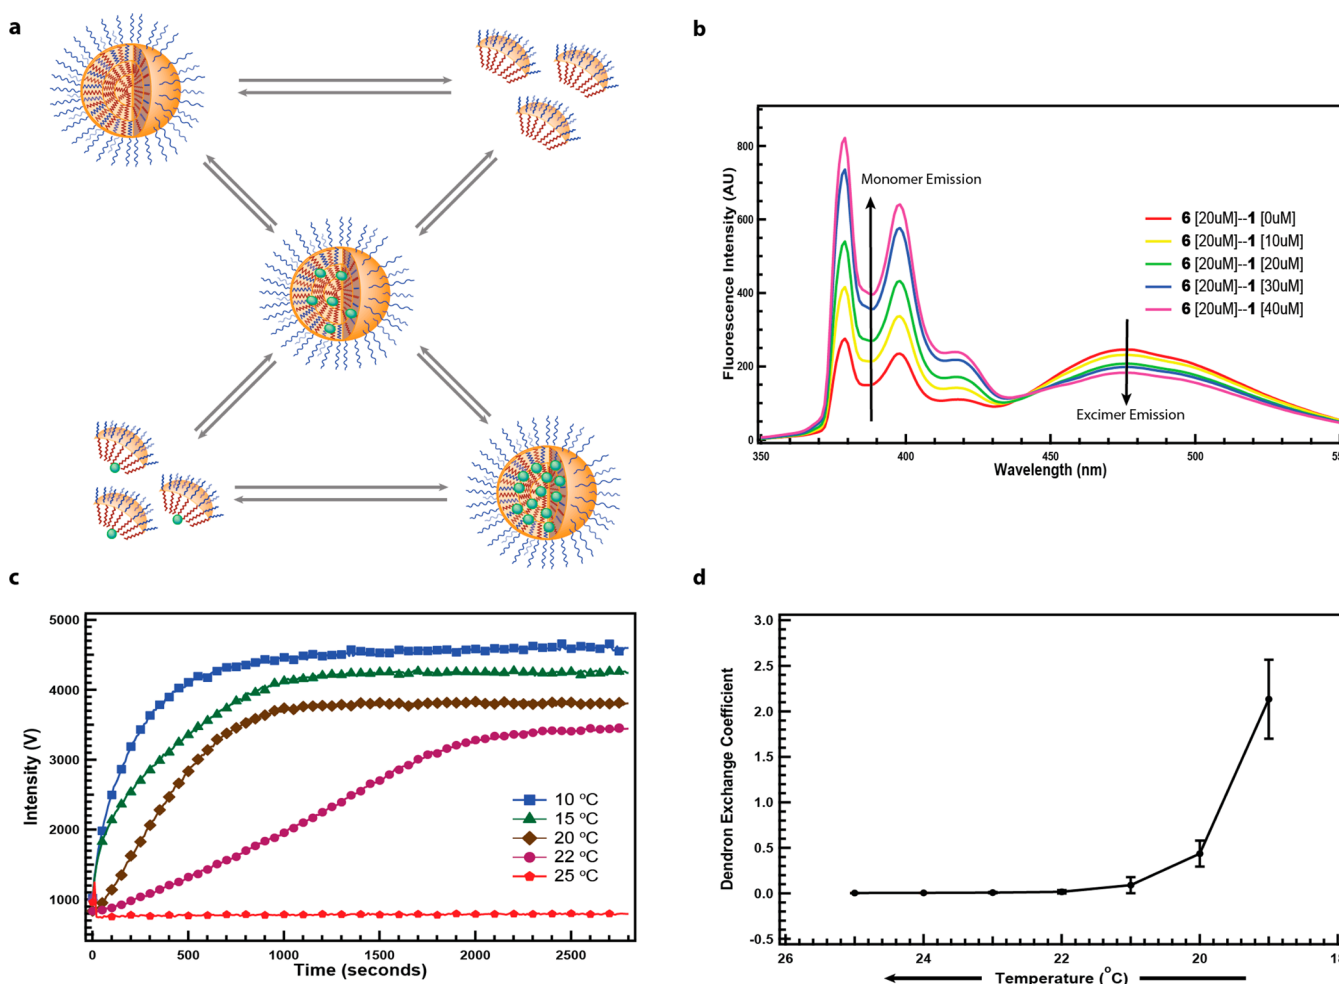 a
b
Fluorescence Intensity (AU)
800
600
400
200
0
Monomer Emission
Excimer Emission
6 [20uM]--1 [0uM]
6 [20uM]--1 [10uM]
6 [20uM]--1 [20uM]
6 [20uM]--1 [30uM]
6 [20uM]--1 [40uM]
350 400 450 500
Wavelength (nm)
c
Intensity (V)
5000
4000
3000
2000
1000
10 °C
15 °C
20 °C
22 °C
25 °C
0 500 1000 1500 2000 2500
Time (seconds)
d
Dendron Exchange Coefficient
3.0
2.5
2.0
1.5
1.0
0.5
0.0
-0.5
26 24 22 20
Temperature (°C)